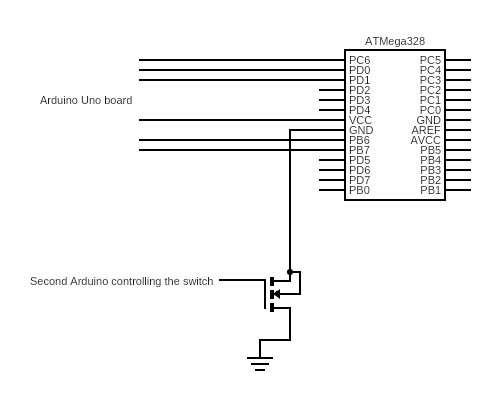 ATMega328
PC6 PC5
PD0 PC4
PD1 PC3
PD2 PC2
Arduino Uno board PD3 PC1
PD4 PC0
VCC GND
GND AREF
PB6 AVCC
PB7 PB5
PD5 PB4
PD6 PB3
PD7 PB2
PB0 PB1
Second Arduino controlling the switch